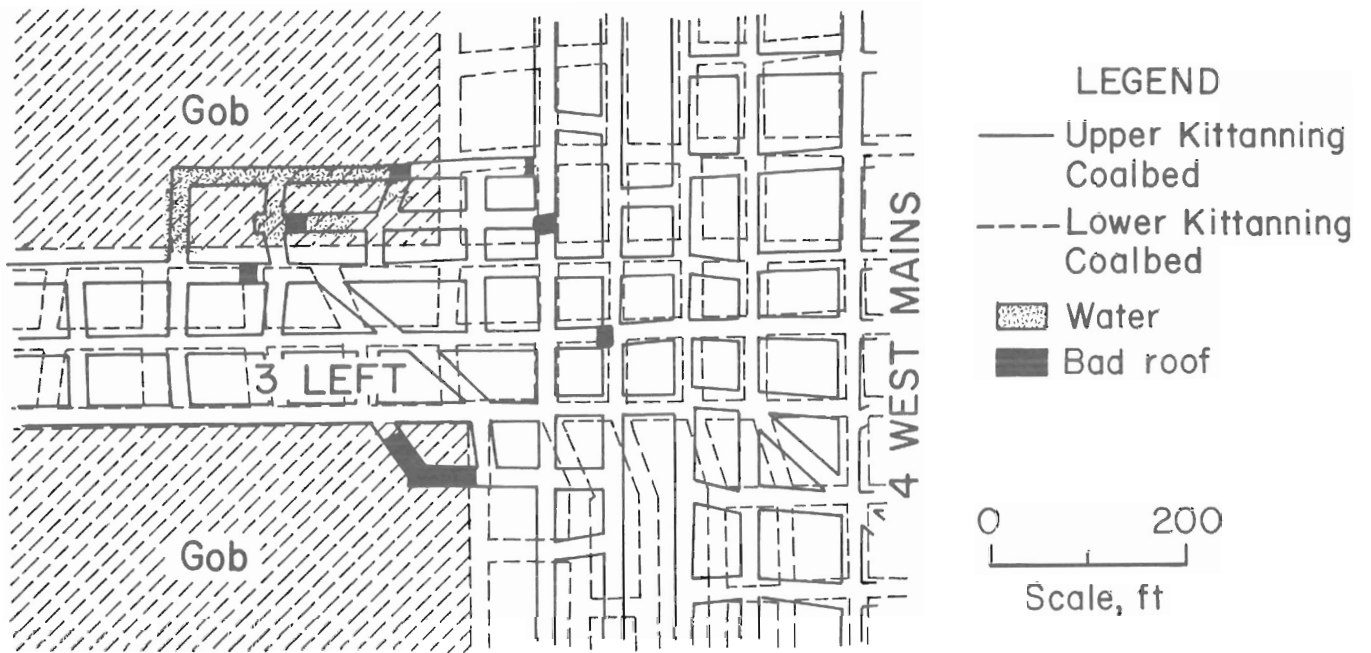 Gob
3 LEFT
Gob
4 WEST MAINS
LEGEND
Upper Kittanning
Coalbed
Lower Kittanning
Coalbed
Water
Bad roof
0 200
Scale, ft